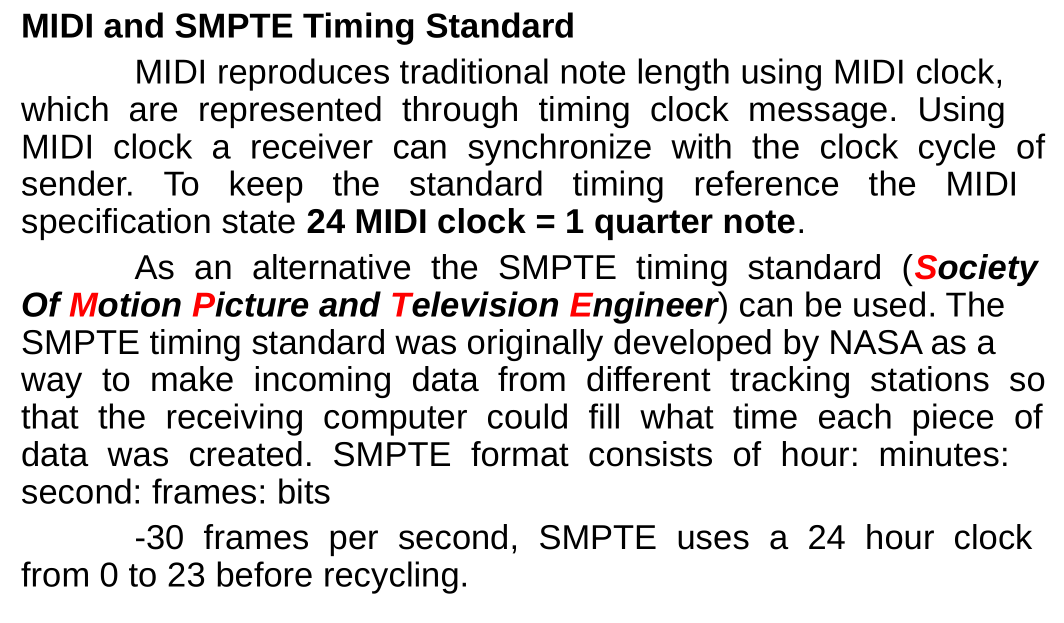 MIDI and SMPTE Timing Standard
MIDI reproduces traditional note length using MIDI clock,
which are represented through timing clock message. Using
MIDI clock a receiver can synchronize with the clock cycle of
sender. To keep the standard timing reference the MIDI
specification state 24 MIDI clock = 1 quarter note.
As an alternative the SMPTE timing standard (Society
Of Motion Picture and Television Engineer) can be used. The
SMPTE timing standard was originally developed by NASA as a
way to make incoming data from different tracking stations so
that the receiving computer could fill what time each piece of
data was created. SMPTE format consists of hour: minutes:
second: frames: bits
-30 frames per second, SMPTE uses a 24 hour clock
from 0 to 23 before recycling.